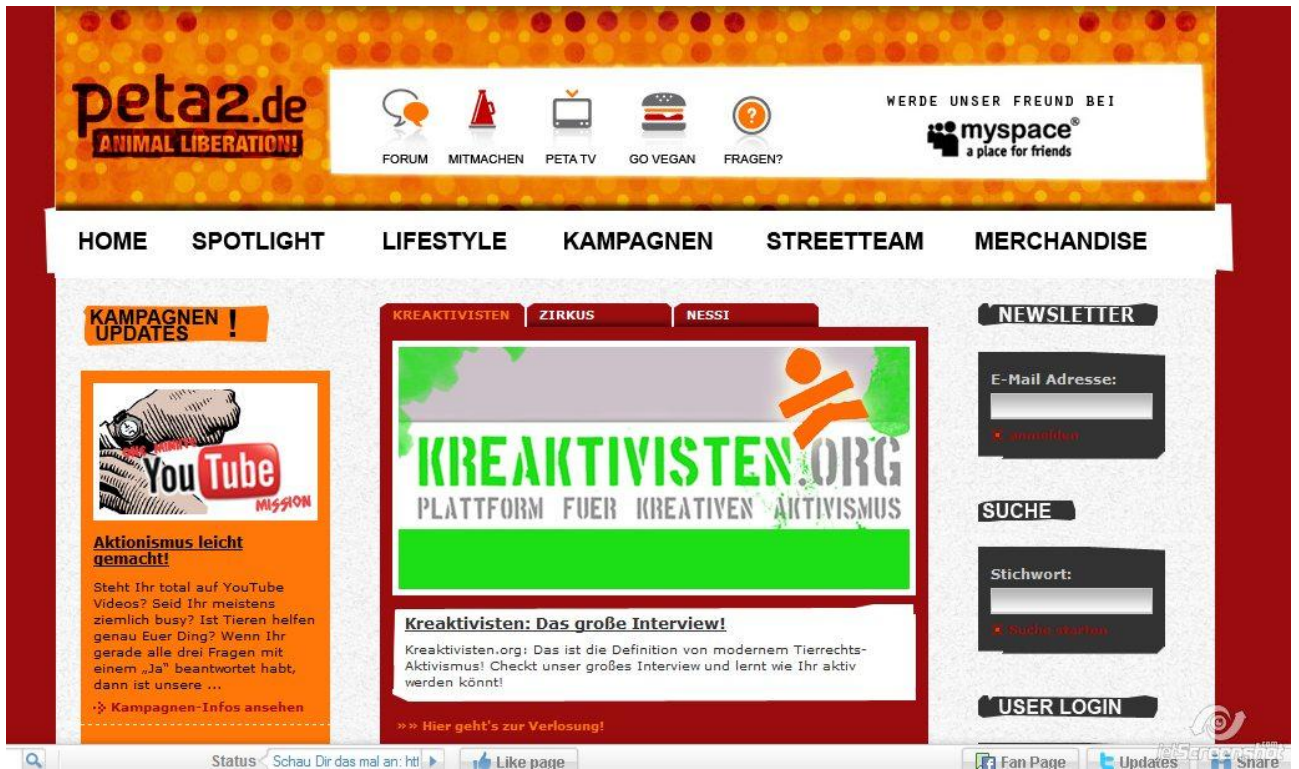 peta2.de
ANIMAL LIBERATION!
FORUM
MITMACHEN
PETA TV
GO VEGAN
FRAGEN?
WERDE UNSER FREUND BEI
myspace®
a place for friends
HOME
SPOTLIGHT
LIFESTYLE
KAMPAGNEN
STREETTEAM
MERCHANDISE
KAMPAGNEN
UPDATES !
ONE MINUTE
YouTube
MISSION
Aktionismus leicht
gemacht!
Steht Ihr total auf YouTube
Videos? Seid Ihr meistens
ziemlich busy? Ist Tieren helfen
genau Euer Ding? Wenn Ihr
gerade alle drei Fragen mit
einem „Ja“ beantwortet habt,
dann ist unsere ...
Kampagnen-Infos ansehen
KREAKTIVISTEN
ZIRKUS
NESSI
KREAKTIVISTEN.ORG
PLATTFORM FUER KREATIVEN AKTIVISMUS
Kreaktivisten: Das große Interview!
Kreaktivisten.org: Das ist die Definition von modernem Tierrechts-
Aktivismus! Checkt unser großes Interview und lernt wie Ihr aktiv
werden könnt!
»» Hier geht's zur Verlosung!
NEWSLETTER
E-Mail Adresse:
anmelden
SUCHE
Stichwort:
Suche starten
USER LOGIN
Status
Schau Dir das mal an: htt
Like page
Fan Page
Updates
Share
jetScreenshot
.com